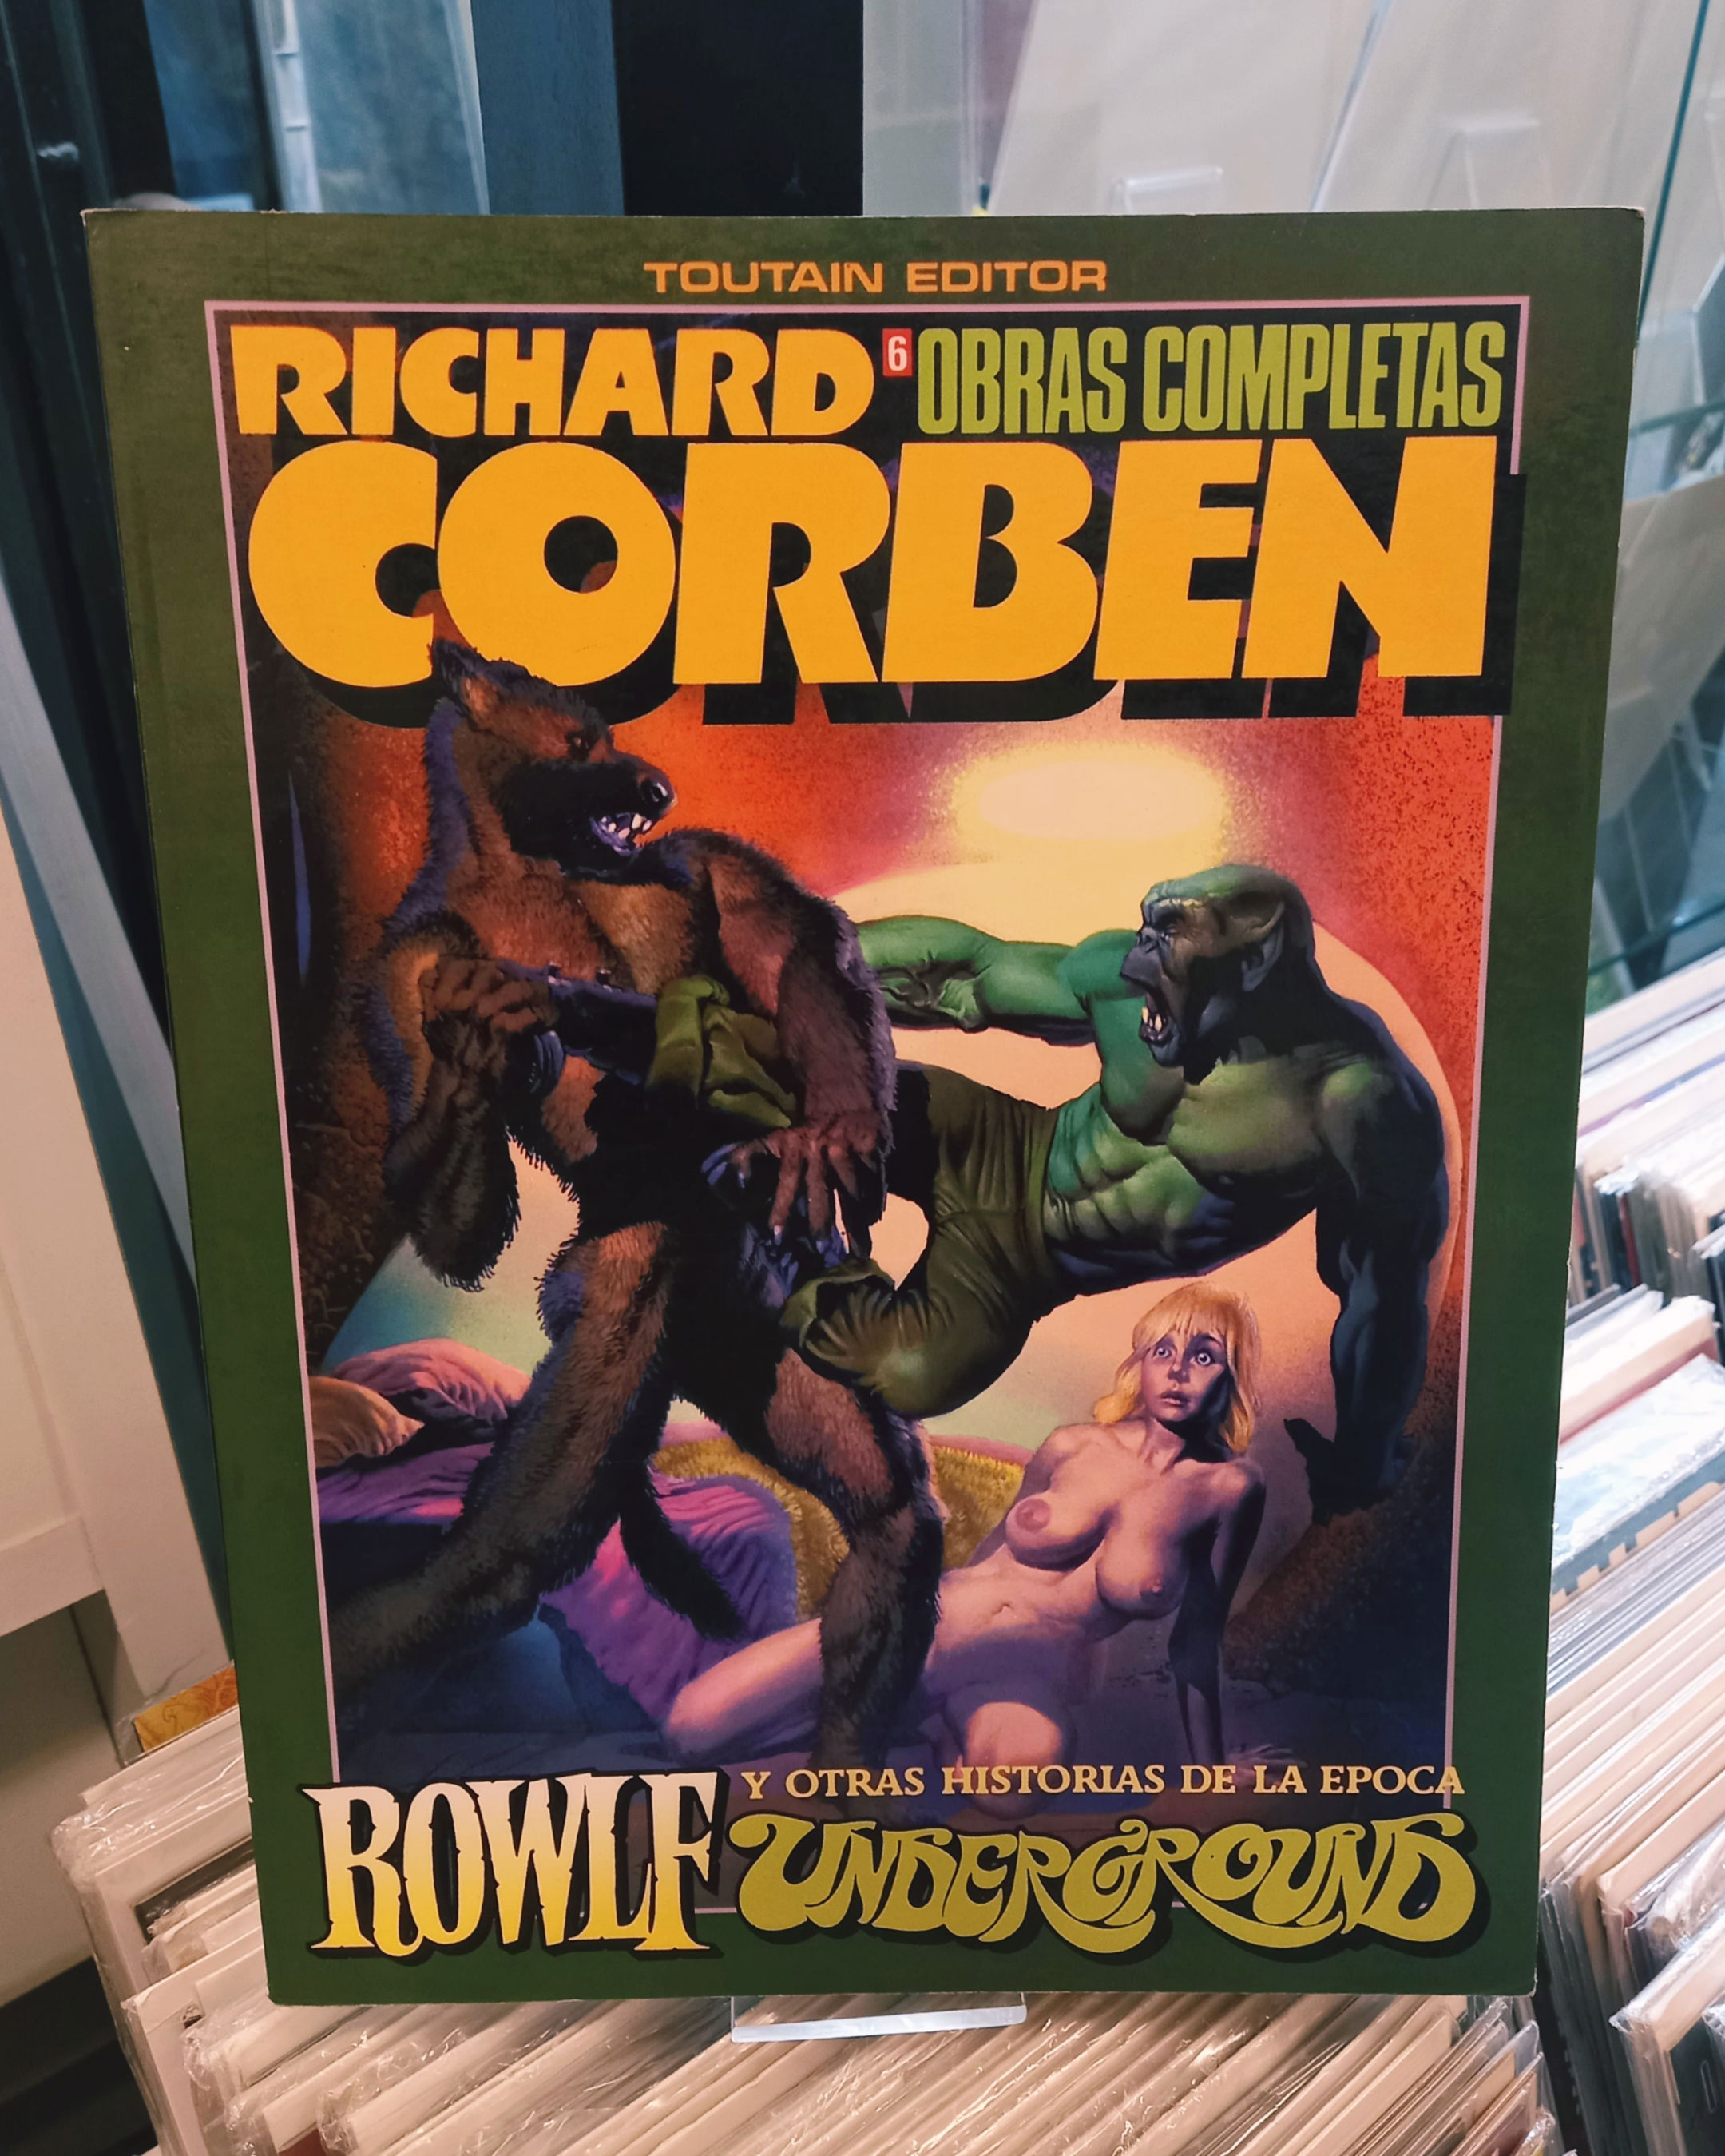 TOUTAIN EDITOR
RICHARD 6 OBRAS COMPLETAS
CORBEN
ROWLF Y OTRAS HISTORIAS DE LA EPOCA
UNDERGROUND